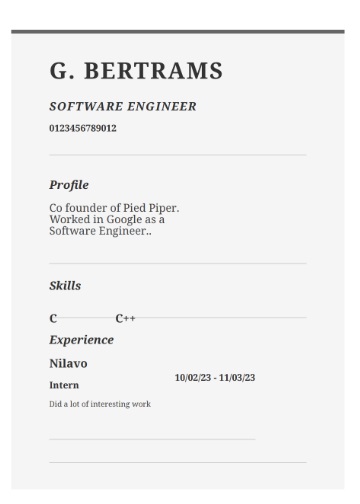 G. BERTRAMS
SOFTWARE ENGINEER
0123456789012
Profile
Co founder of Pied Piper.
Worked in Google as a
Software Engineer..
Skills
C C++
Experience
Nilavo
10/02/23 - 11/03/23
Intern
Did a lot of interesting work